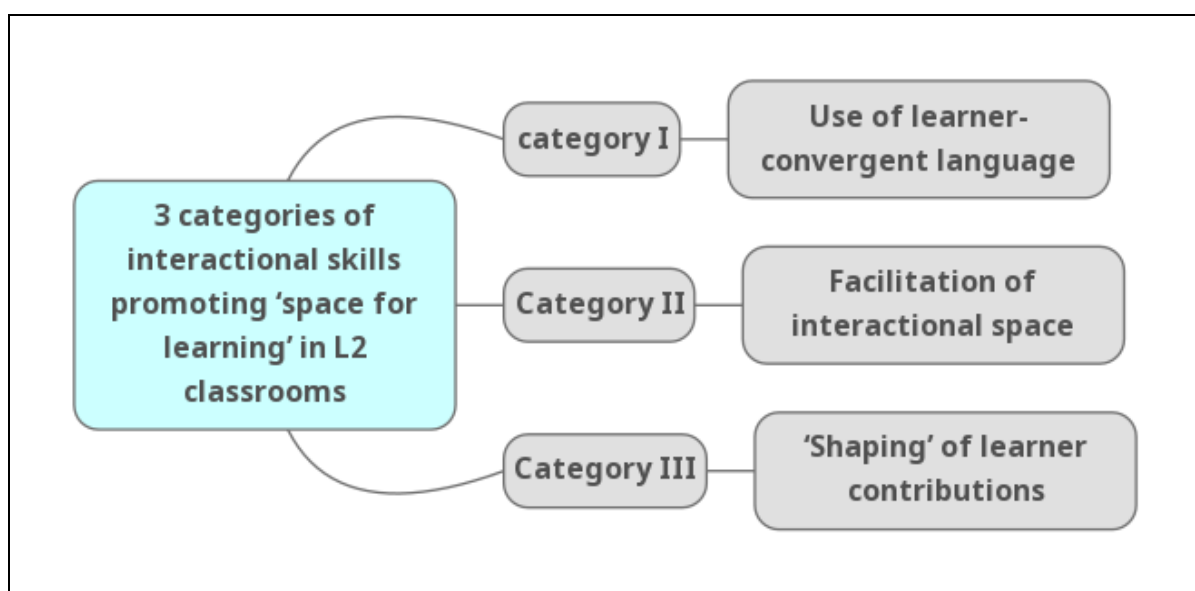 3 categories of
interactional skills
promoting ‘space for
learning’ in L2
classrooms
category I
Use of learner-
convergent language
Category II
Facilitation of
interactional space
Category III
‘Shaping’ of learner
contributions